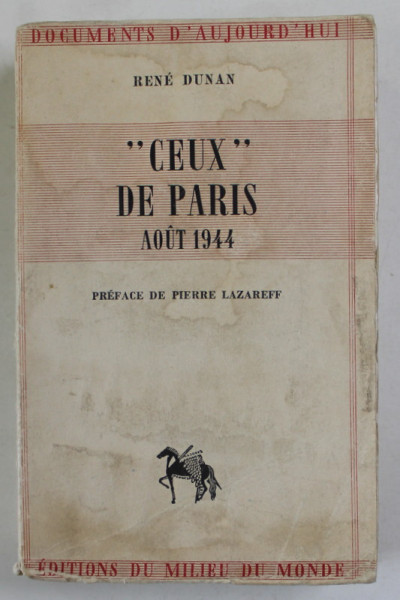 DOCUMENTS D'AUJOURD'HUI
RENÉ DUNAN
"CEUX"
DE PARIS
AOÛT 1944
PRÉFACE DE PIERRE LAZAREFF
ÉDITIONS DU MILIEU DU MONDE